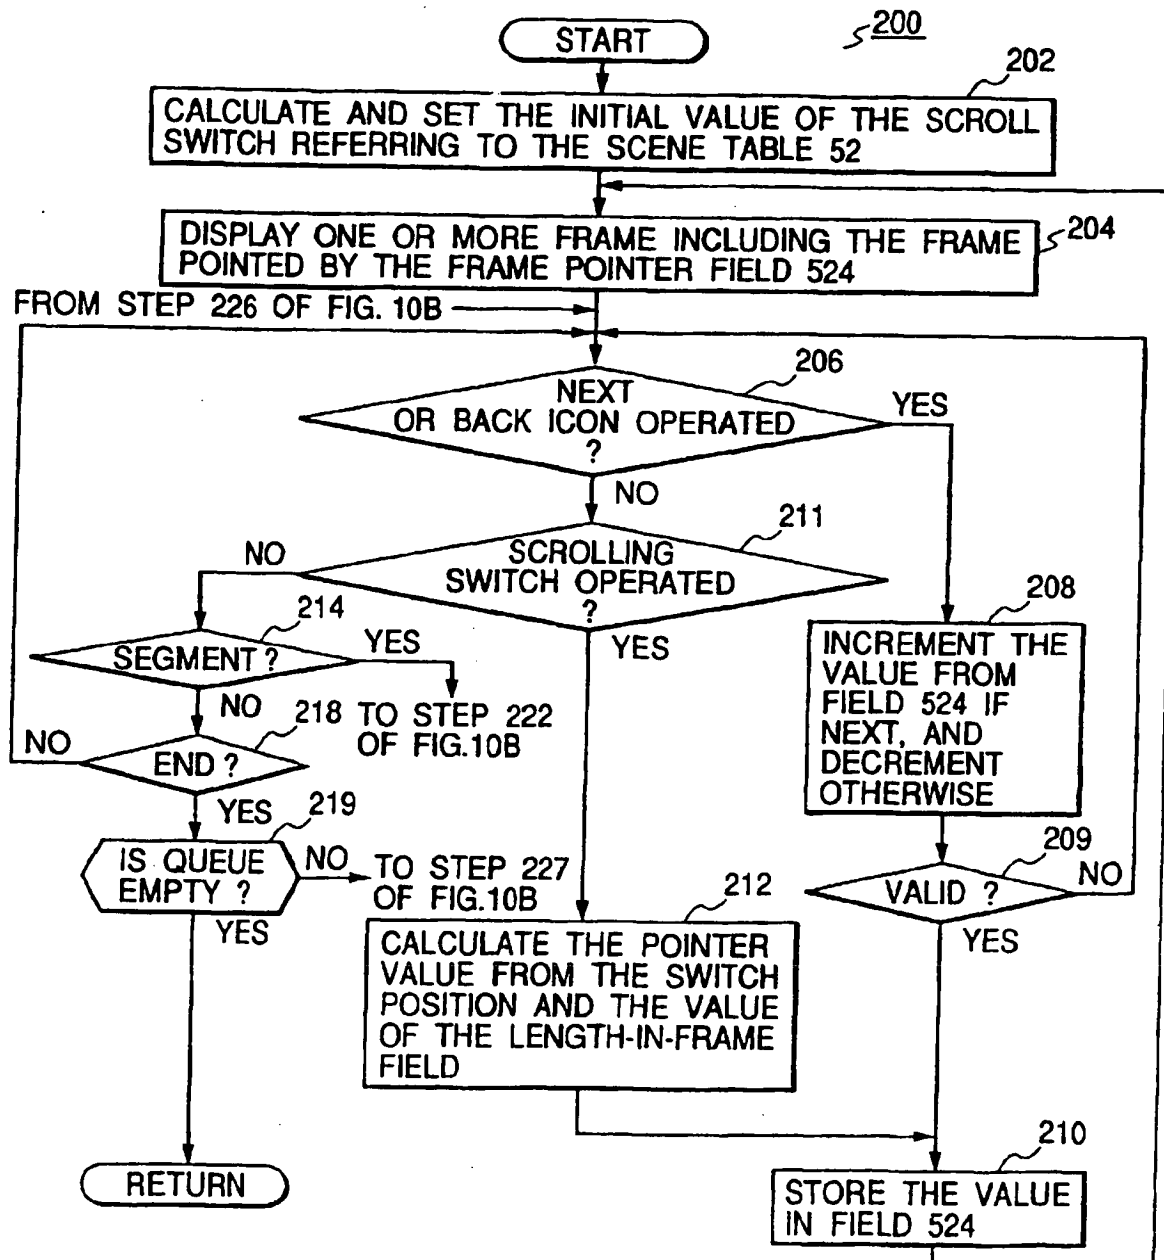 START
200
202
CALCULATE AND SET THE INITIAL VALUE OF THE SCROLL
SWITCH REFERRING TO THE SCENE TABLE 52
204
DISPLAY ONE OR MORE FRAME INCLUDING THE FRAME
POINTED BY THE FRAME POINTER FIELD 524
FROM STEP 226 OF FIG. 10B
206
NEXT
OR BACK ICON OPERATED
?
YES
NO
211
SCROLLING
SWITCH OPERATED
?
NO
YES
214
SEGMENT ?
YES
TO STEP 222
OF FIG.10B
NO
218
END ?
NO
YES
219
IS QUEUE
EMPTY ?
NO
TO STEP 227
OF FIG.10B
YES
208
INCREMENT THE
VALUE FROM
FIELD 524 IF
NEXT, AND
DECREMENT
OTHERWISE
209
VALID ?
NO
YES
212
CALCULATE THE POINTER
VALUE FROM THE SWITCH
POSITION AND THE VALUE
OF THE LENGTH-IN-FRAME
FIELD
210
STORE THE VALUE
IN FIELD 524
RETURN